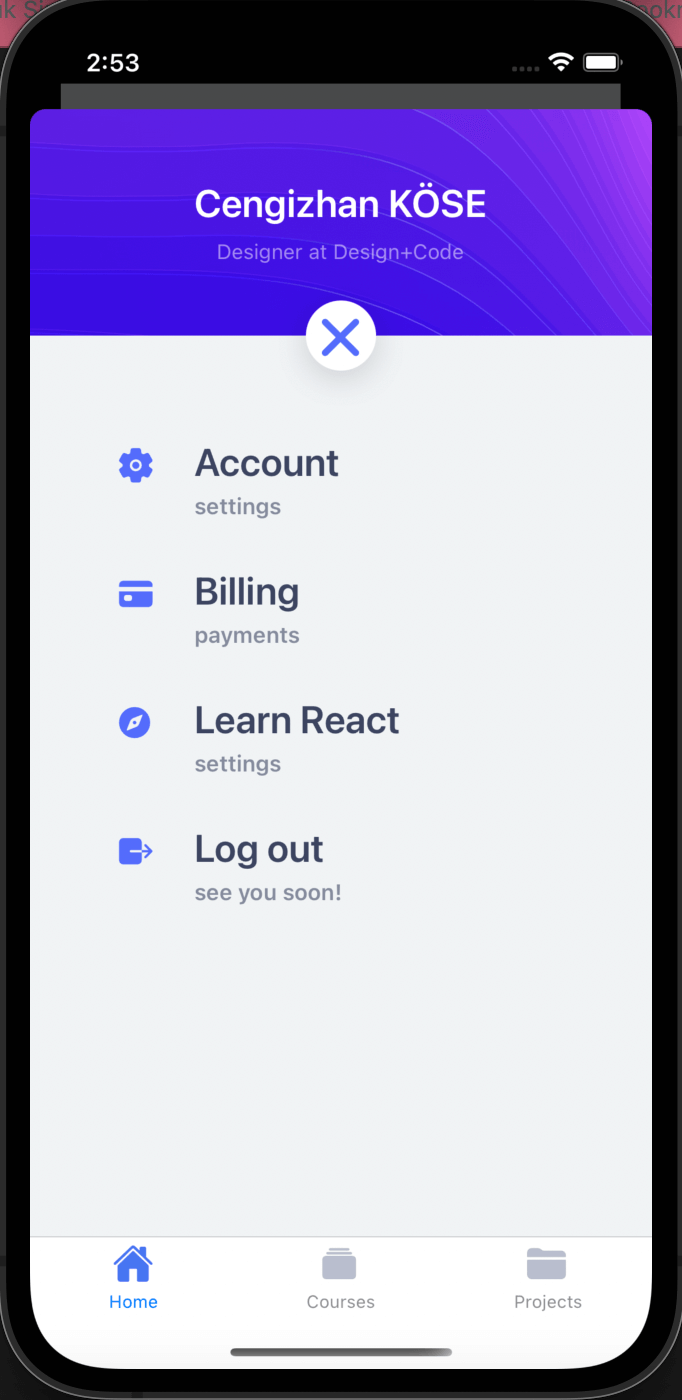 2:53
Cengizhan KÖSE
Designer at Design+Code
Account
settings
Billing
payments
Learn React
settings
Log out
see you soon!
Home
Courses
Projects